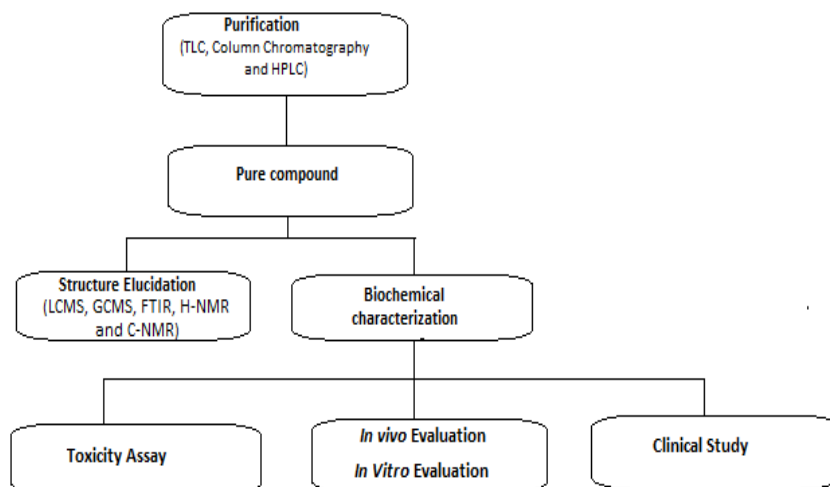 Purification
(TLC, Column Chromatography
and HPLC)
Pure compound
Structure Elucidation
(LCMS, GCMS, FTIR, H-NMR
and C-NMR)
Biochemical
characterization
Toxicity Assay
In vivo Evaluation
In Vitro Evaluation
Clinical Study